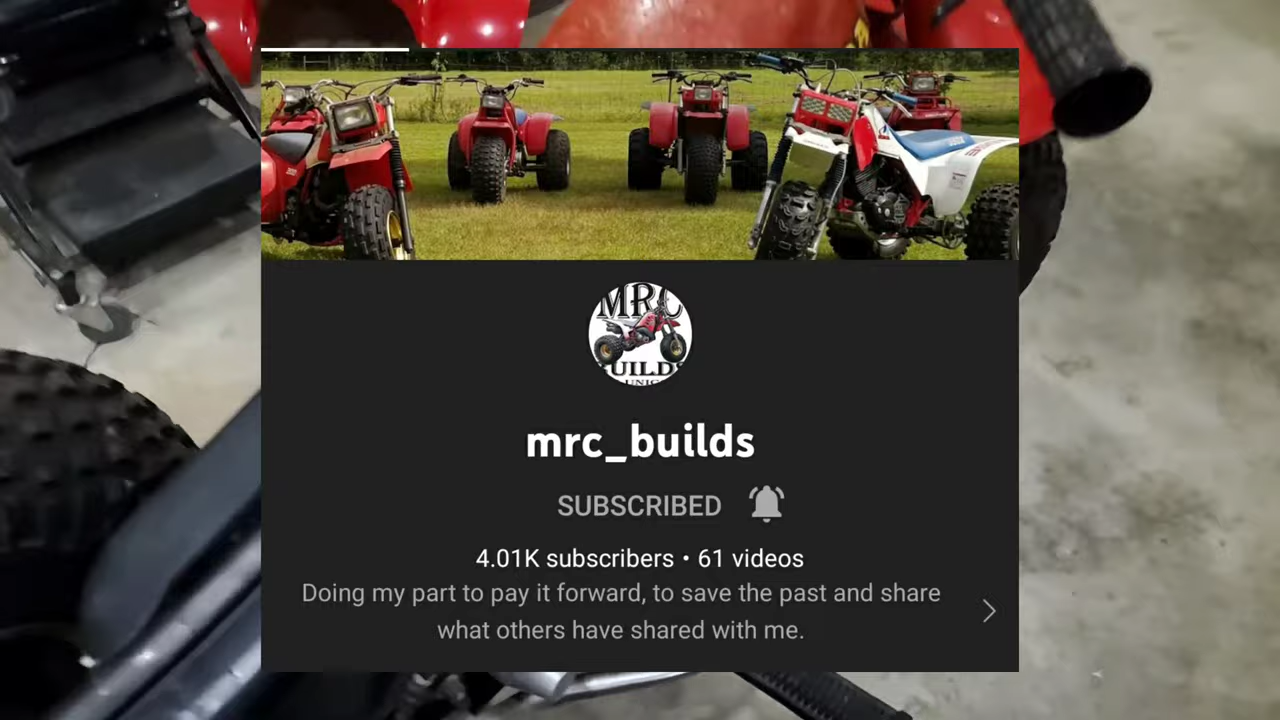 MRC
BUILDS
mrc_builds
SUBSCRIBED
4.01K subscribers • 61 videos
Doing my part to pay it forward, to save the past and share
what others have shared with me.